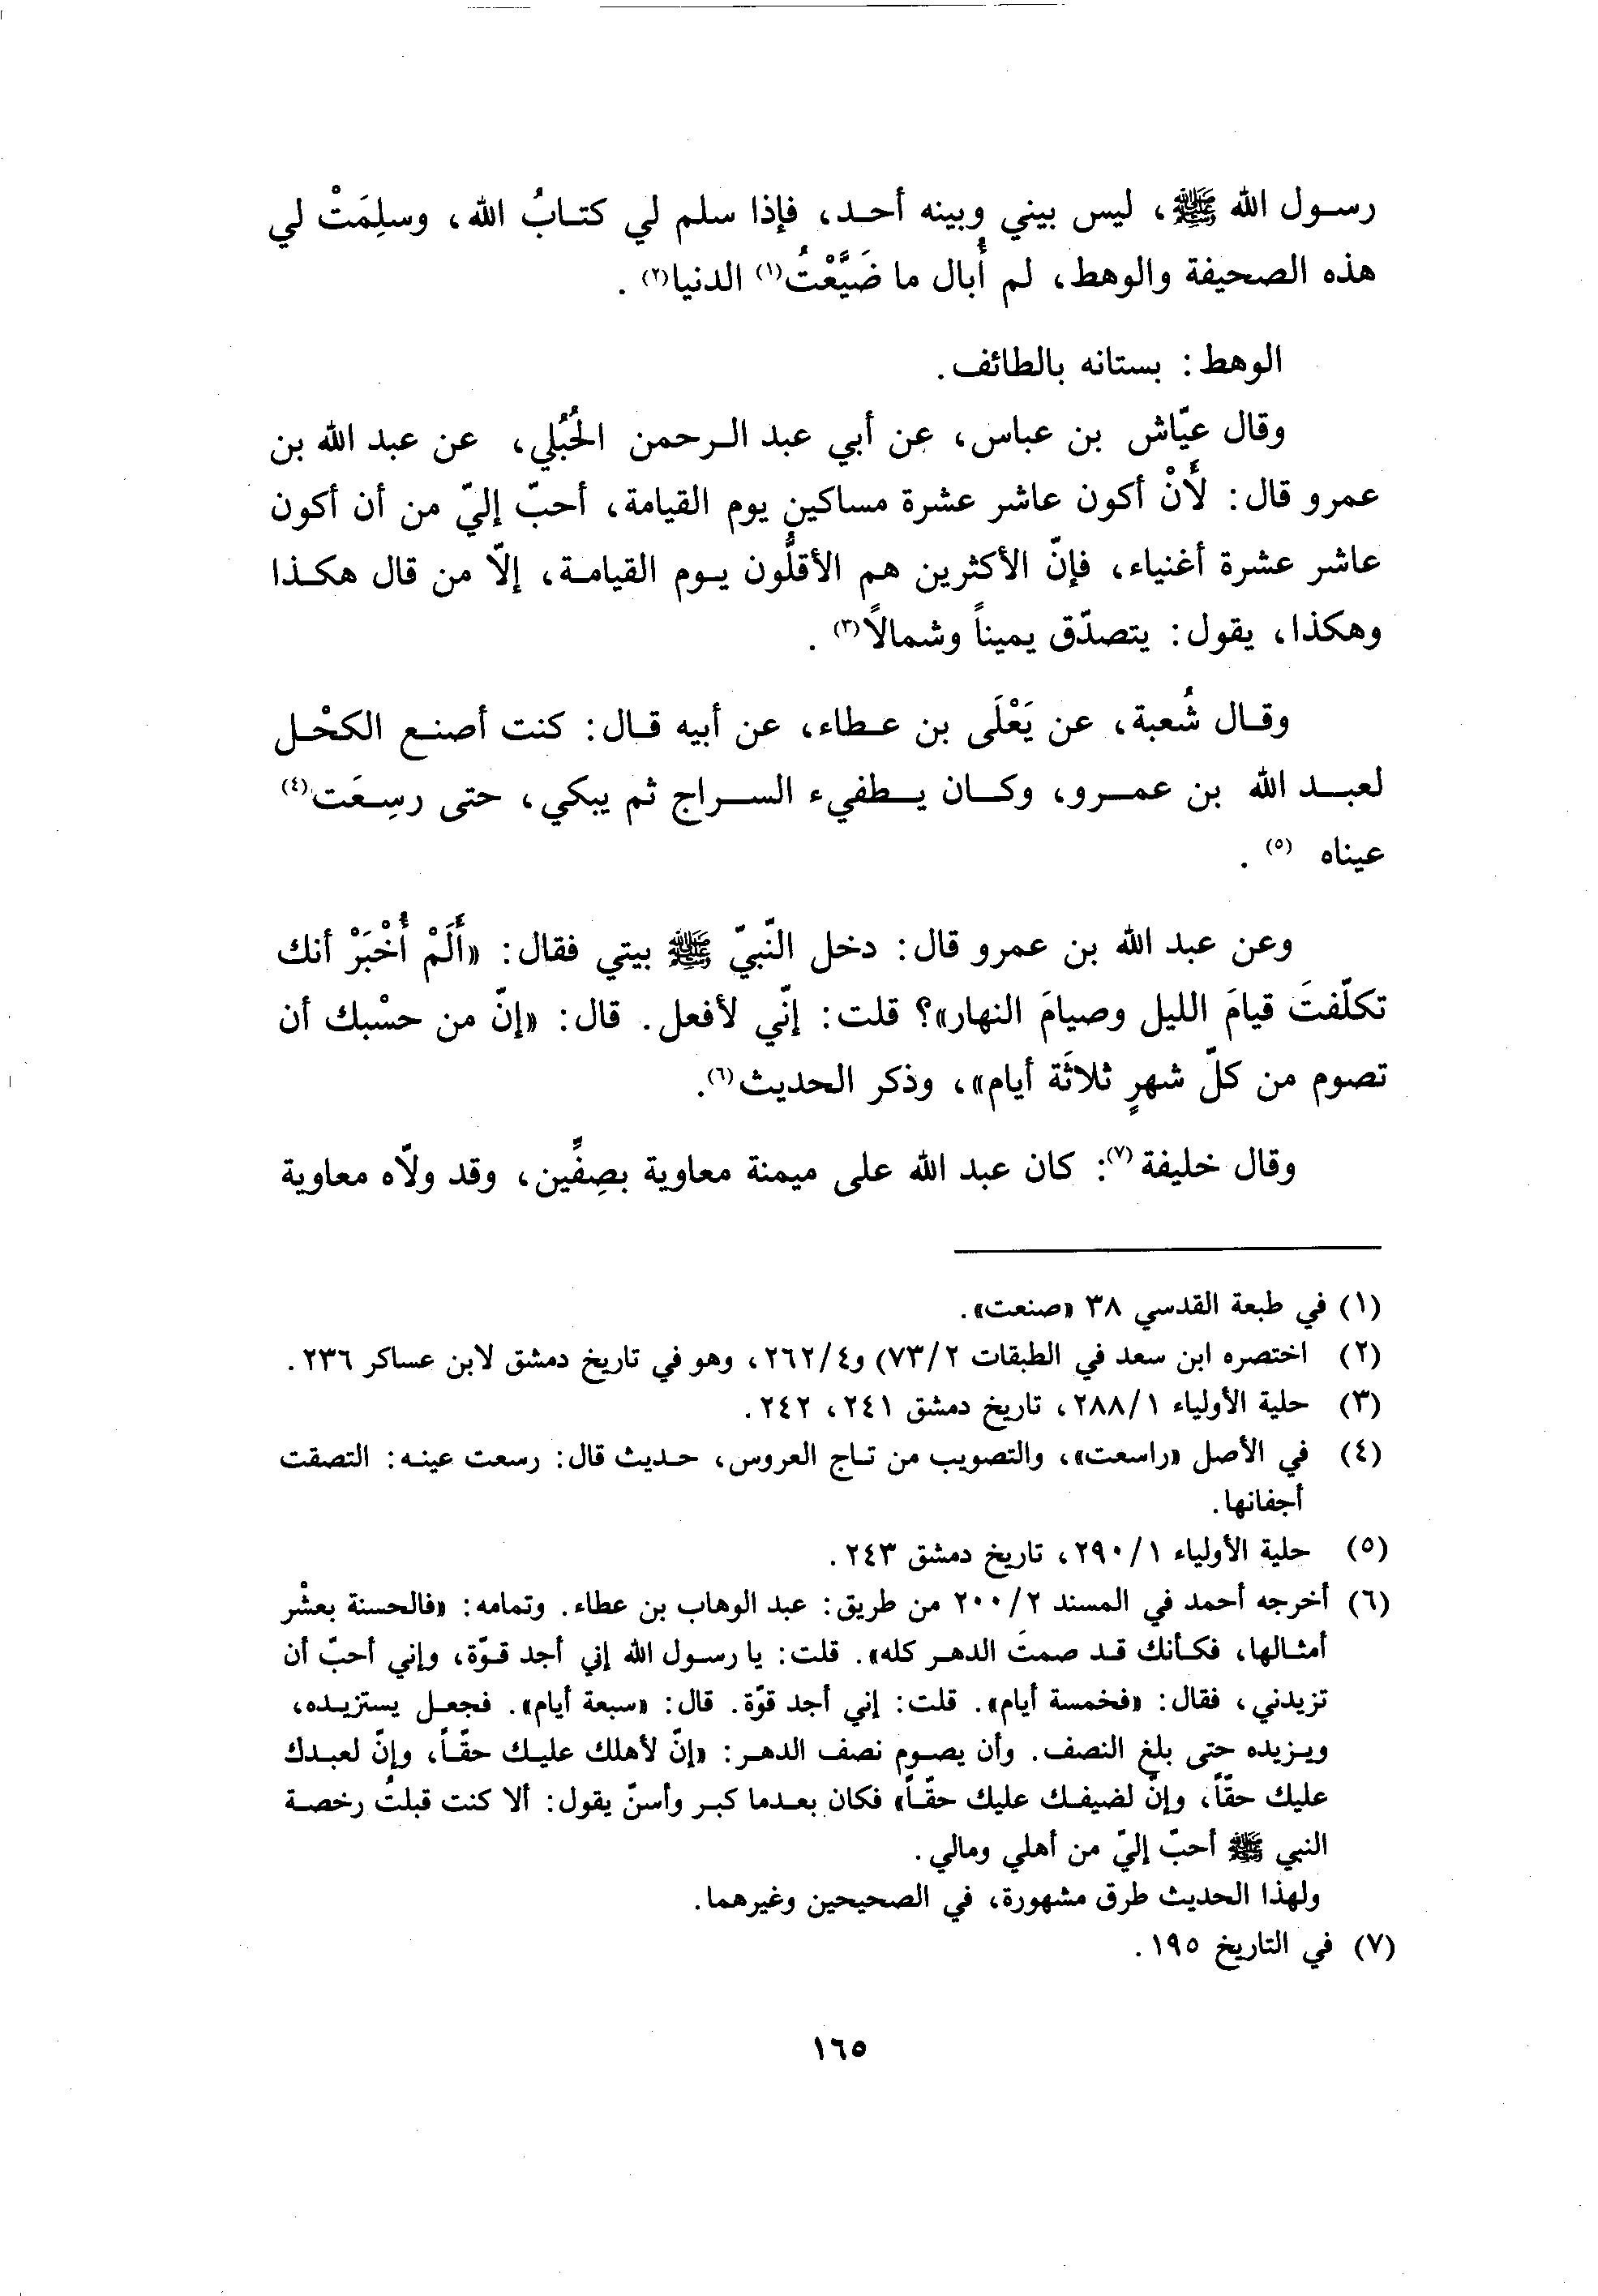 رسول الله ﷺ، ليس بيني وبينه أحد، فإذا سلم لي كتابُ الله، وسلِمَتْ لي
هذه الصحيفة والوهط، لم أُبال ما ضَيَّعْتُ(١) الدنيا(٢).
الوهط: بستانه بالطائف.
وقال عيّاش بن عباس، عن أبي عبد الرحمن الحُبُلي، عن عبد الله بن
عمرو قال: لَأَنْ أكون عاشر عشرة مساكين يوم القيامة، أحبّ إليّ من أن أكون
عاشر عشرة أغنياء، فإنّ الأكثرين هم الأقلُّون يوم القيامة، إلّا من قال هكذا
وهكذا، يقول: يتصدّق يميناً وشمالاً(٣).
وقال شُعبة، عن يَعْلَى بن عطاء، عن أبيه قال: كنت أصنع الكحْل
لعبد الله بن عمرو، وكان يطفيء السراج ثم يبكي، حتى رسِعَت(٤)
عيناه (٥).
وعن عبد الله بن عمرو قال: دخل النّبيّ ﷺ بيتي فقال: «أَلَمْ أُخْبَرْ أنك
تكلّفتَ قيامَ الليل وصيامَ النهار»؟ قلت: إنّي لأفعل. قال: «إنّ من حسْبك أن
تصوم من كلّ شهرٍ ثلاثَة أيام»، وذكر الحديث(٦).
وقال خليفة(٧): كان عبد الله على ميمنة معاوية بصِفِّين، وقد ولّاه معاوية
(١) في طبعة القدسي ٣٨ «صنعت».
(٢) اختصره ابن سعد في الطبقات ٧٣/٢) و٢٦٢/٤، وهو في تاريخ دمشق لابن عساكر ٢٣٦.
(٣) حلية الأولياء ٢٨٨/١، تاريخ دمشق ٢٤١، ٢٤٢.
(٤) في الأصل «راسعت»، والتصويب من تاج العروس، حديث قال: رسعت عينه: التصقت
أجفانها.
(٥) حلية الأولياء ٢٩٠/١، تاريخ دمشق ٢٤٣.
(٦) أخرجه أحمد في المسند ٢٠٠/٢ من طريق: عبد الوهاب بن عطاء. وتمامه: «فالحسنة بعشْر
أمثالها، فكأنك قد صمتَ الدهر كله». قلت: يا رسول الله إني أجد قوّة، وإني أحبّ أن
تزيدني، فقال: «فخمسة أيام». قلت: إني أجد قوّة. قال: «سبعة أيام». فجعل يستزيده،
ويزيده حتى بلغ النصف. وأن يصوم نصف الدهر: «إنّ لأهلك عليك حقّاً، وإنّ لعبدك
عليك حقّاً، وإنّ لضيفك عليك حقّاً» فكان بعدما كبر وأسنّ يقول: ألا كنت قبلتُ رخصة
النبي ﷺ أحبّ إليّ من أهلي ومالي.
ولهذا الحديث طرق مشهورة، في الصحيحين وغيرهما.
(٧) في التاريخ ١٩٥.
١٦٥